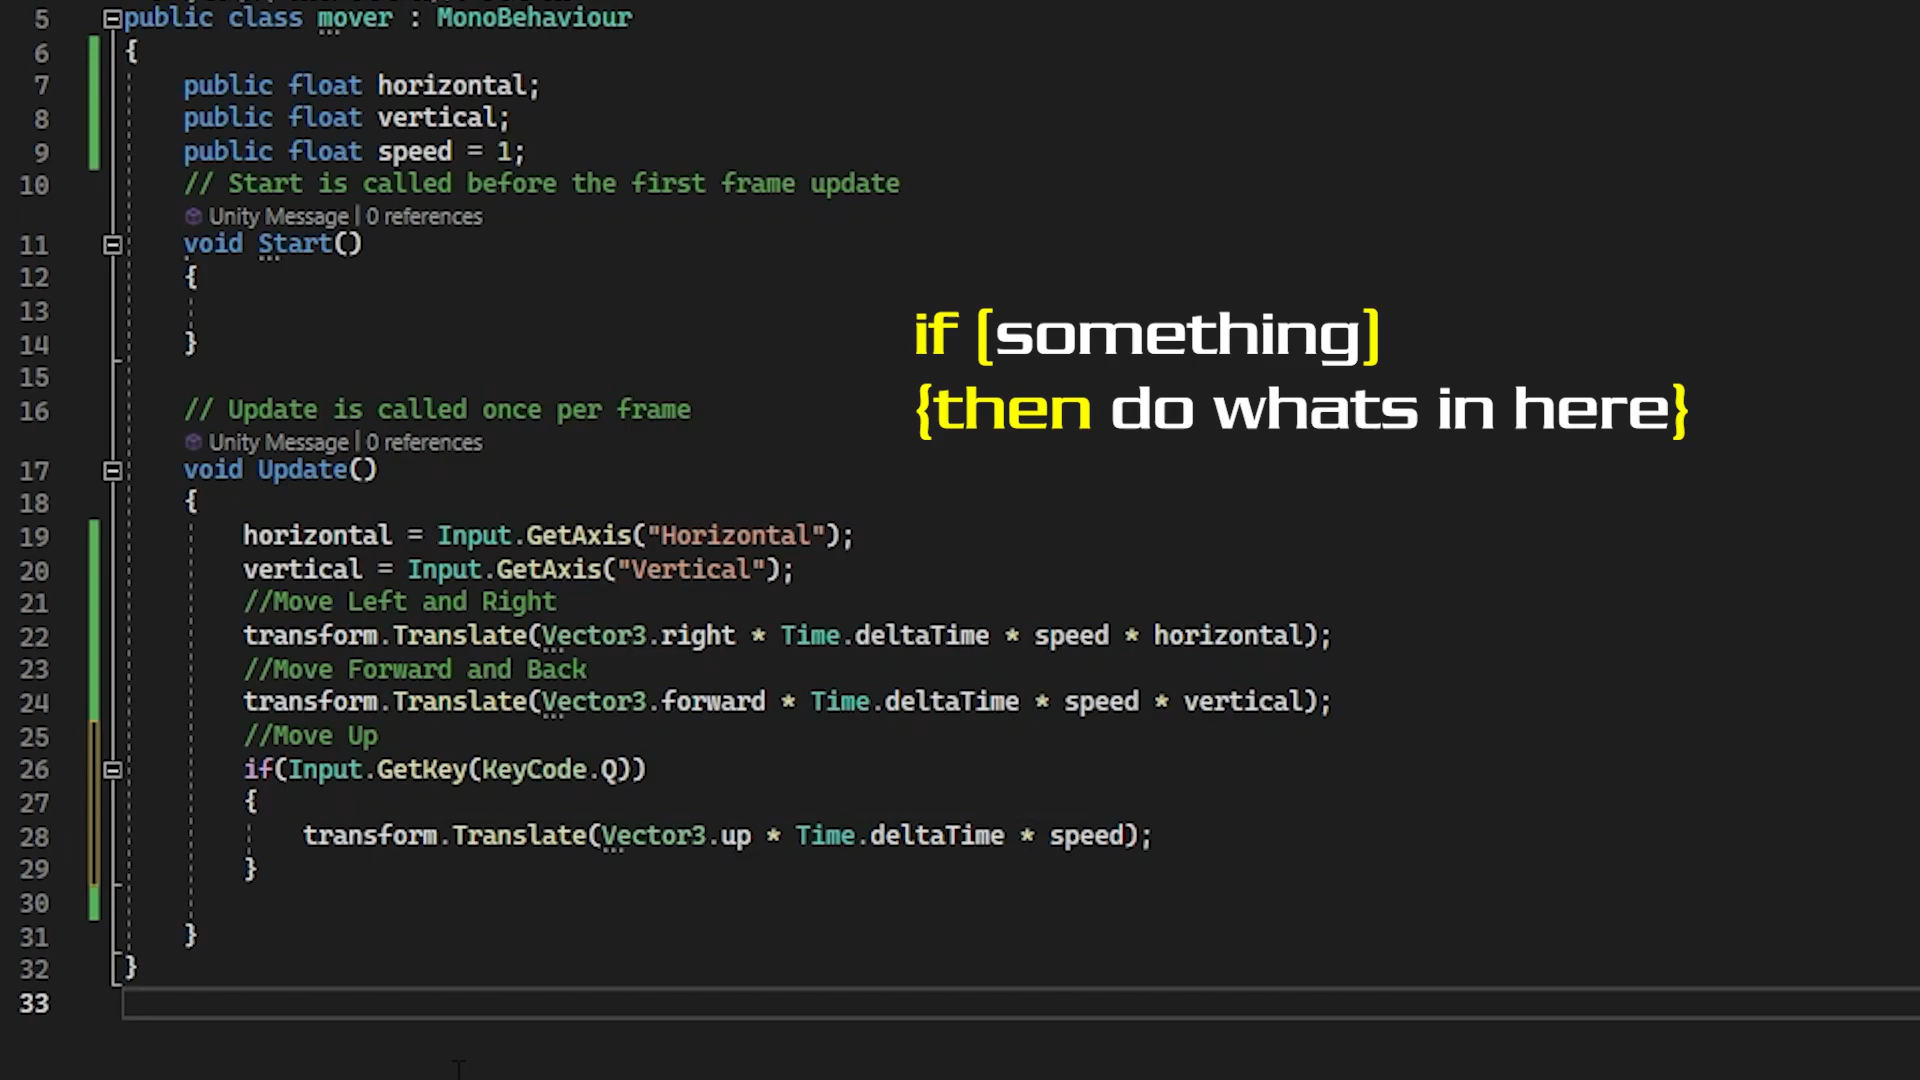 5 public class mover : MonoBehaviour
6 {
7 public float horizontal;
8 public float vertical;
9 public float speed = 1;
10 // Start is called before the first frame update
Unity Message | 0 references
11 void Start()
12 {
13
14 }
15
16 // Update is called once per frame
Unity Message | 0 references
17 void Update()
18 {
19 horizontal = Input.GetAxis("Horizontal");
20 vertical = Input.GetAxis("Vertical");
21 //Move Left and Right
22 transform.Translate(Vector3.right * Time.deltaTime * speed * horizontal);
23 //Move Forward and Back
24 transform.Translate(Vector3.forward * Time.deltaTime * speed * vertical);
25 //Move Up
26 if(Input.GetKey(KeyCode.Q))
27 {
28 transform.Translate(Vector3.up * Time.deltaTime * speed);
29 }
30
31 }
32 }
33
if (something)
{then do whats in here}